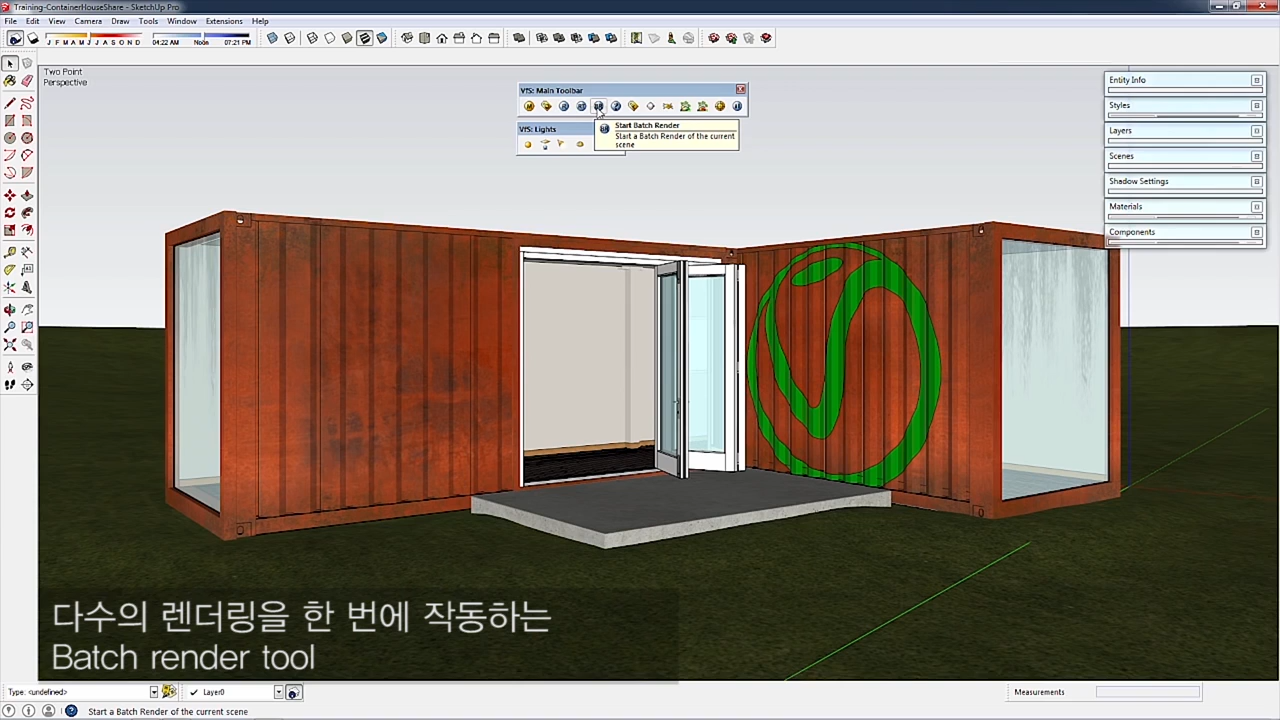 Training-ContainerHouseShare - SketchUp Pro
File Edit View Camera Draw Tools Window Extensions Help
J F M A M J J A S O N D 04:22 AM Noon 07:21 PM
Two Point
Perspective
VfS: Main Toolbar
Start Batch Render
Start a Batch Render of the current
scene
VfS: Lights
Entity Info
Styles
Layers
Scenes
Shadow Settings
Materials
Components
다수의 렌더링을 한 번에 작동하는
Batch render tool
Type: <undefined> Layer0 Measurements
Start a Batch Render of the current scene